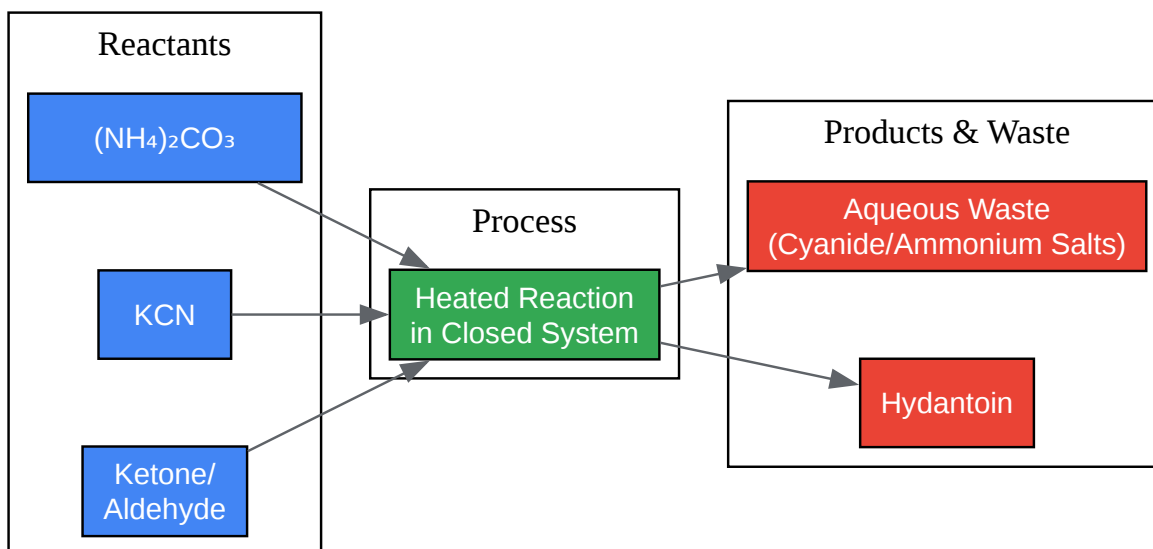 Reactants
(NH₄)₂CO₃
KCN
Ketone/
Aldehyde
Process
Heated Reaction
in Closed System
Products & Waste
Aqueous Waste
(Cyanide/Ammonium Salts)
Hydantoin